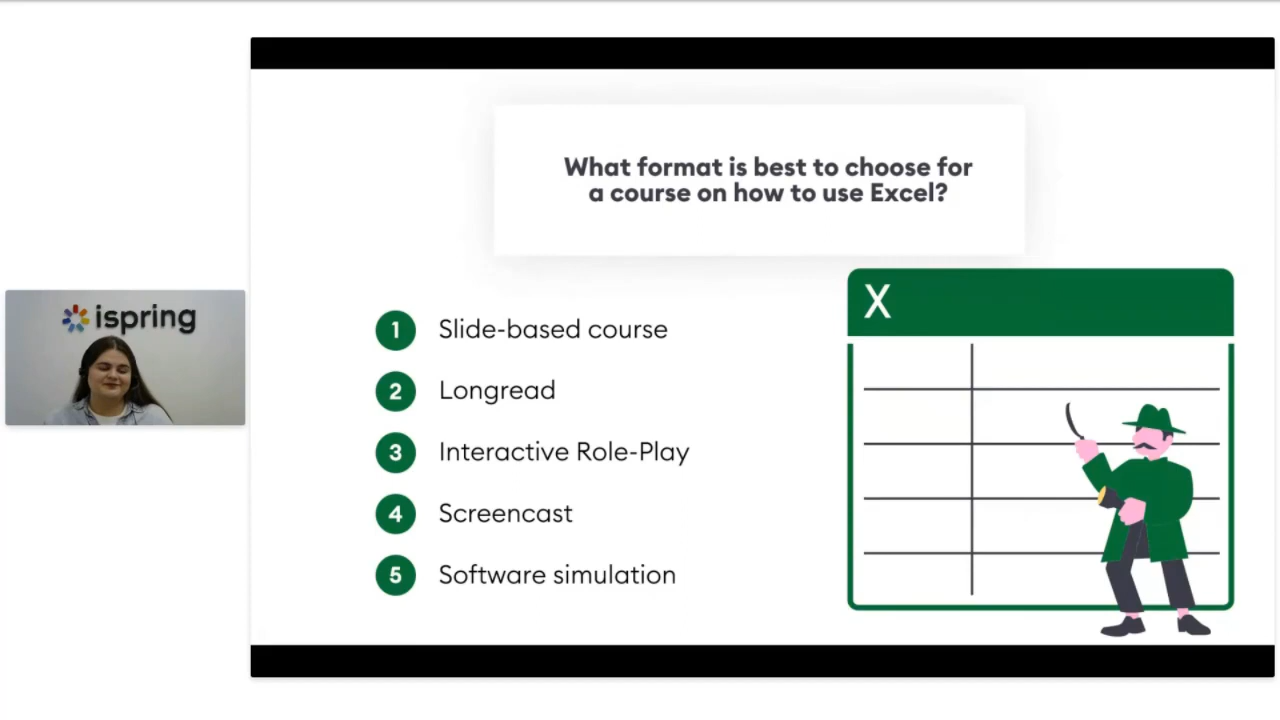 What format is best to choose for
a course on how to use Excel?
X
1 Slide-based course
ispring
2 Longread
3 Interactive Role-Play
4 Screencast
5 Software simulation